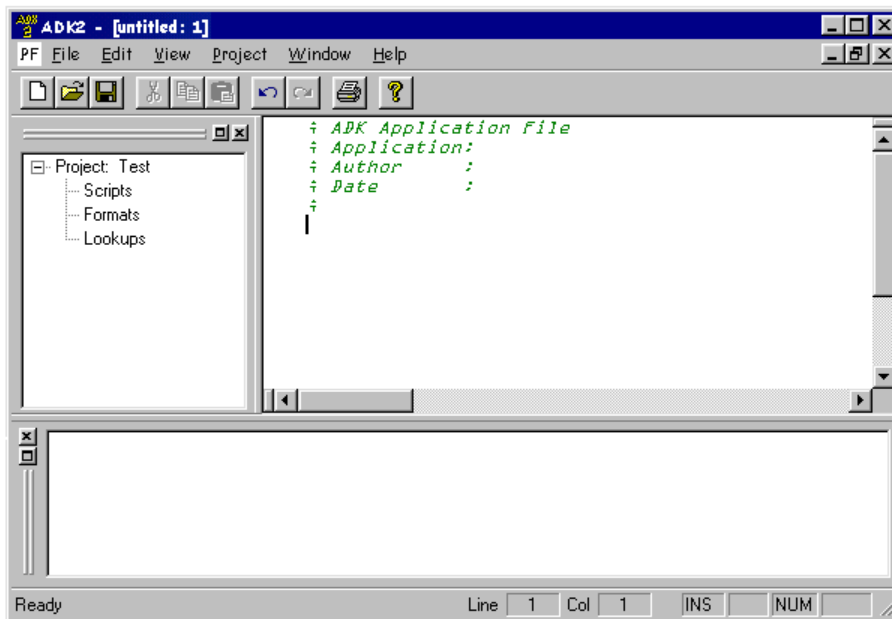 ADK2 - [untitled: 1]
PF File Edit View Project Window Help
; ADK Application File
; Application:
; Author :
; Date :
;
Project: Test
Scripts
Formats
Lookups
Ready Line 1 Col 1 INS NUM